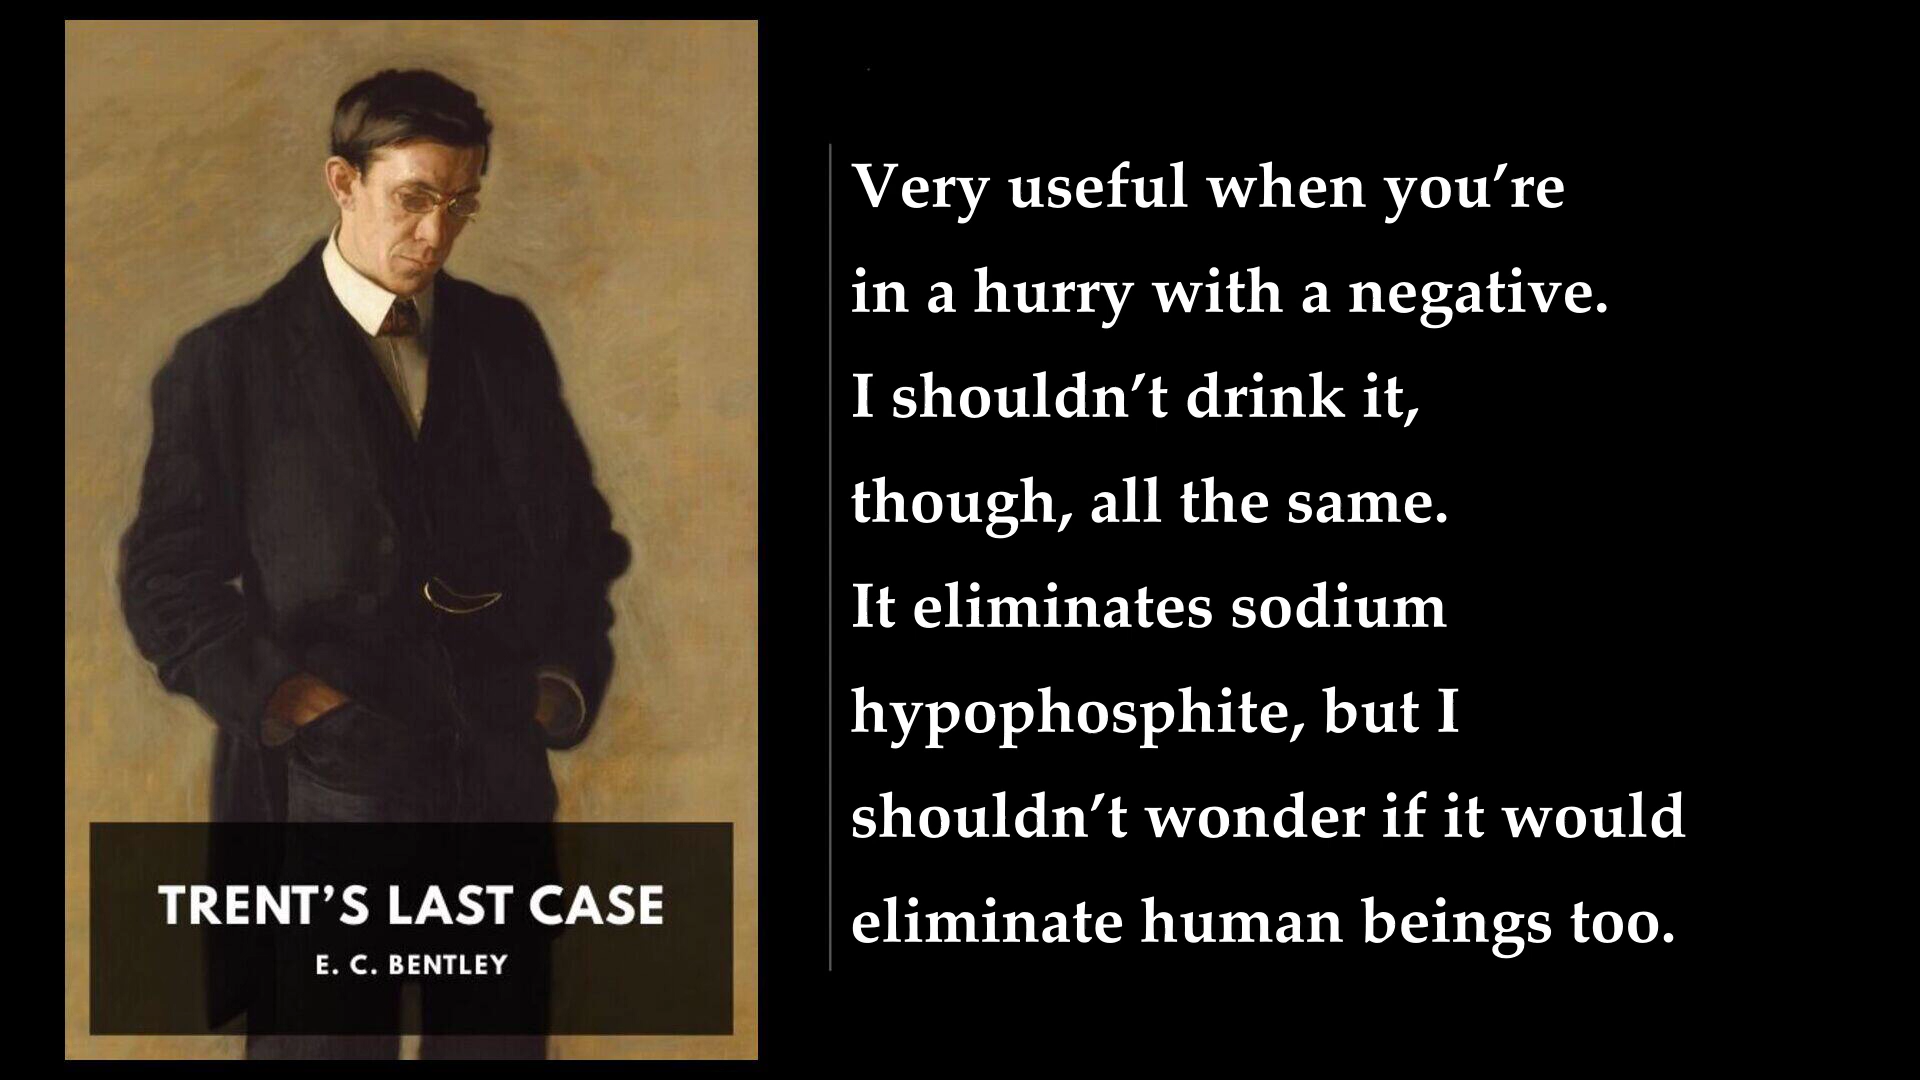 Very useful when you’re
in a hurry with a negative.
I shouldn’t drink it,
though, all the same.
It eliminates sodium
hypophosphite, but I
shouldn’t wonder if it would
eliminate human beings too.
TRENT’S LAST CASE
E. C. BENTLEY